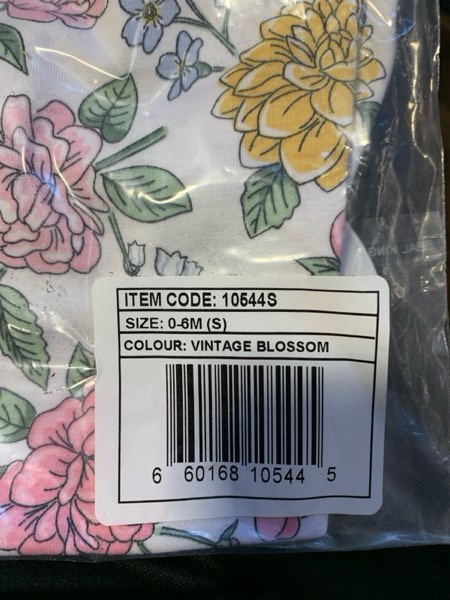 ITEM CODE: 10544S
SIZE: 0-6M (S)
COLOUR: VINTAGE BLOSSOM
6 60168 10544 5